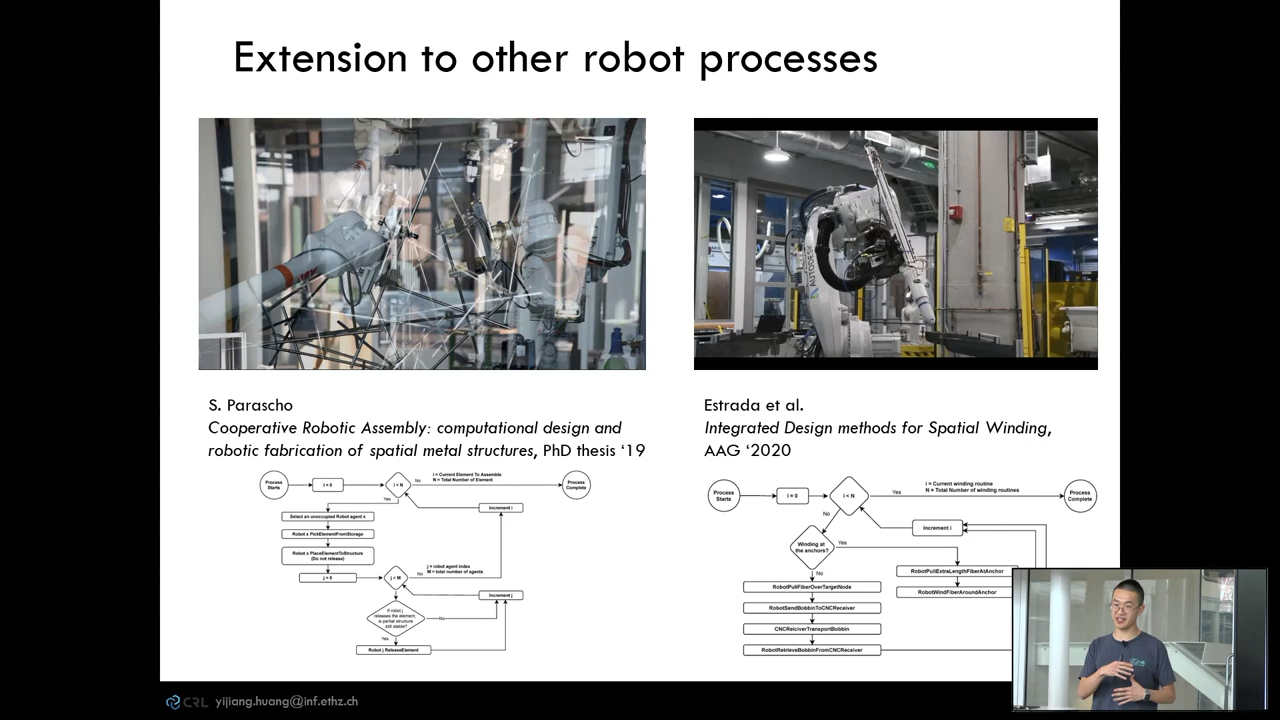 Extension to other robot processes
AUTODESK
S. Parascho
Cooperative Robotic Assembly: computational design and
robotic fabrication of spatial metal structures, PhD thesis ‘19
Estrada et al.
Integrated Design methods for Spatial Winding,
AAG ‘2020
Process
Starts
i = 0
i < N
No
i = Current Element To Assemble
N = Total Number of Element
Process
Complete
Yes
Increment i
Select an unoccupied Robot agent x
Robot x PickElementFromStorage
Robot x PlaceElementToStructure
(Do not release)
j = 0
j < M
No
j = robot agent index
M = total number of agents
Increment j
If robot j
releases the element,
is partial structure
still stable?
No
Yes
Robot j ReleaseElement
Process
Starts
i = 0
i < N
Yes
i = Current winding routine
N = Total Number of winding routines
Process
Complete
No
Increment i
Winding at
the anchors?
Yes
No
RobotPullExtraLengthFiberAtAnchor
RobotWindFiberAroundAnchor
RobotPullFiberOverTargetNode
RobotSendBobbinToCNCReceiver
CNCReiciverTransportBobbin
RobotRetrieveBobbinFromCNCReceiver
CRL yijiang.huang@inf.ethz.ch